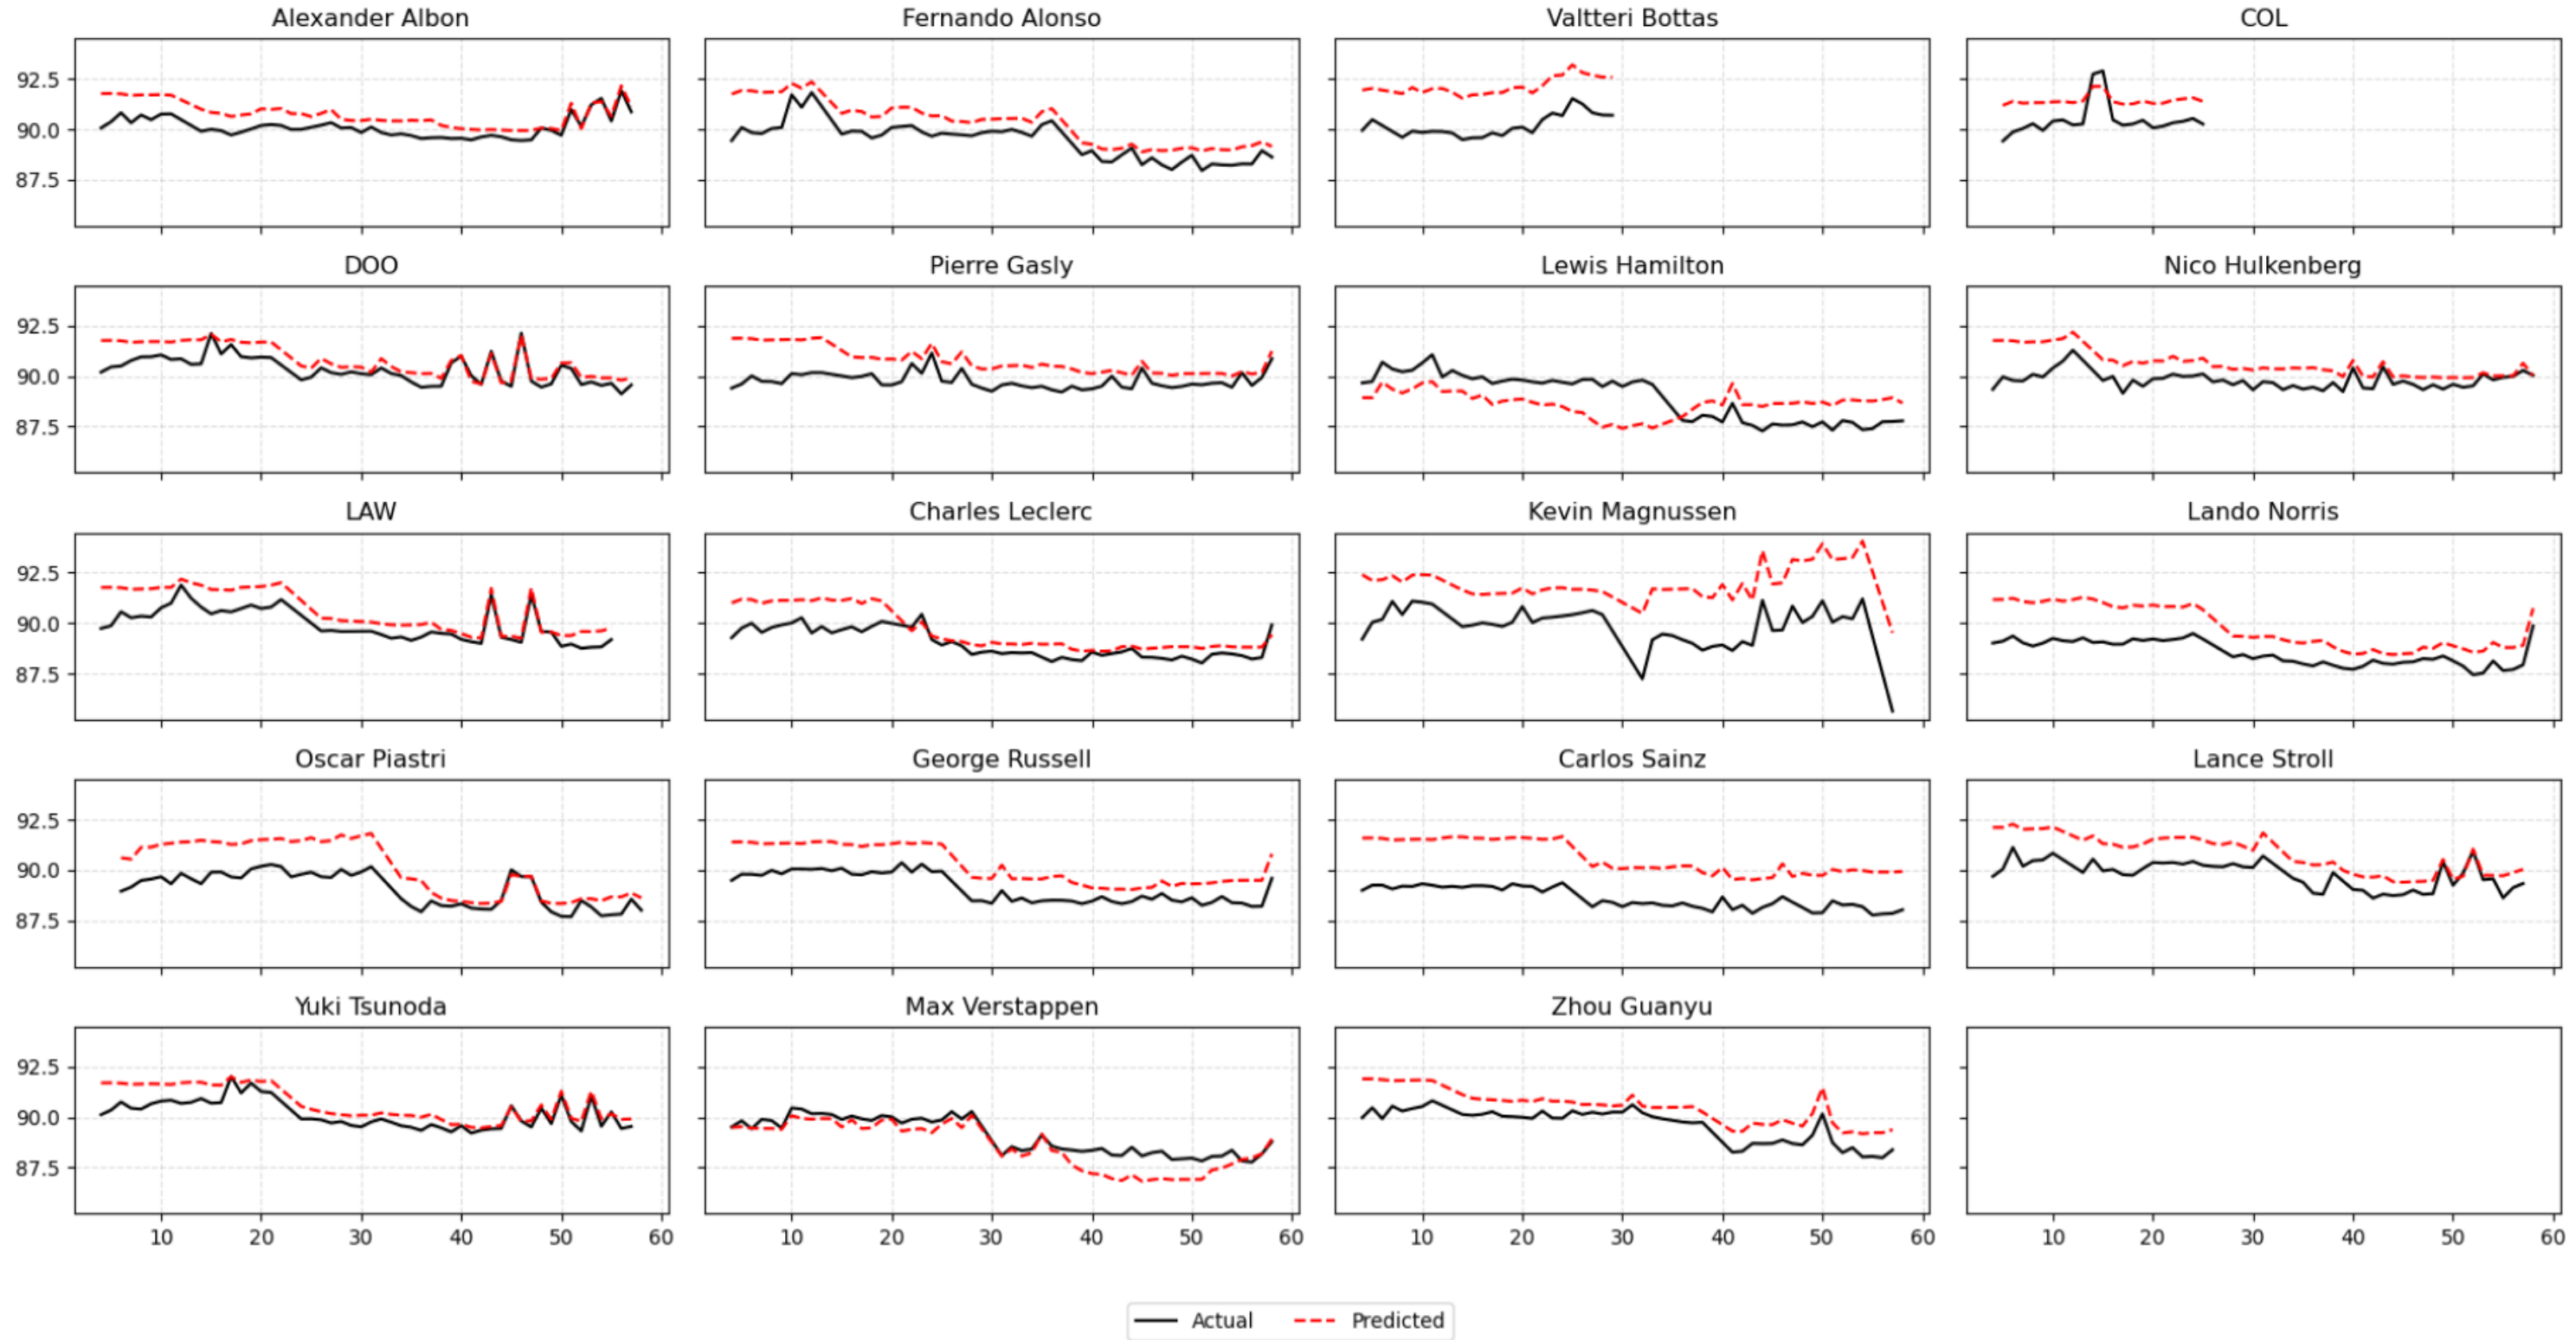 Alexander Albon Fernando Alonso Valtteri Bottas COL
92.5
90.0
87.5
DOO Pierre Gasly Lewis Hamilton Nico Hulkenberg
92.5
90.0
87.5
LAW Charles Leclerc Kevin Magnussen Lando Norris
92.5
90.0
87.5
Oscar Piastri George Russell Carlos Sainz Lance Stroll
92.5
90.0
87.5
Yuki Tsunoda Max Verstappen Zhou Guanyu
92.5
90.0
87.5
10 20 30 40 50 60 10 20 30 40 50 60 10 20 30 40 50 60 10 20 30 40 50 60
Actual Predicted